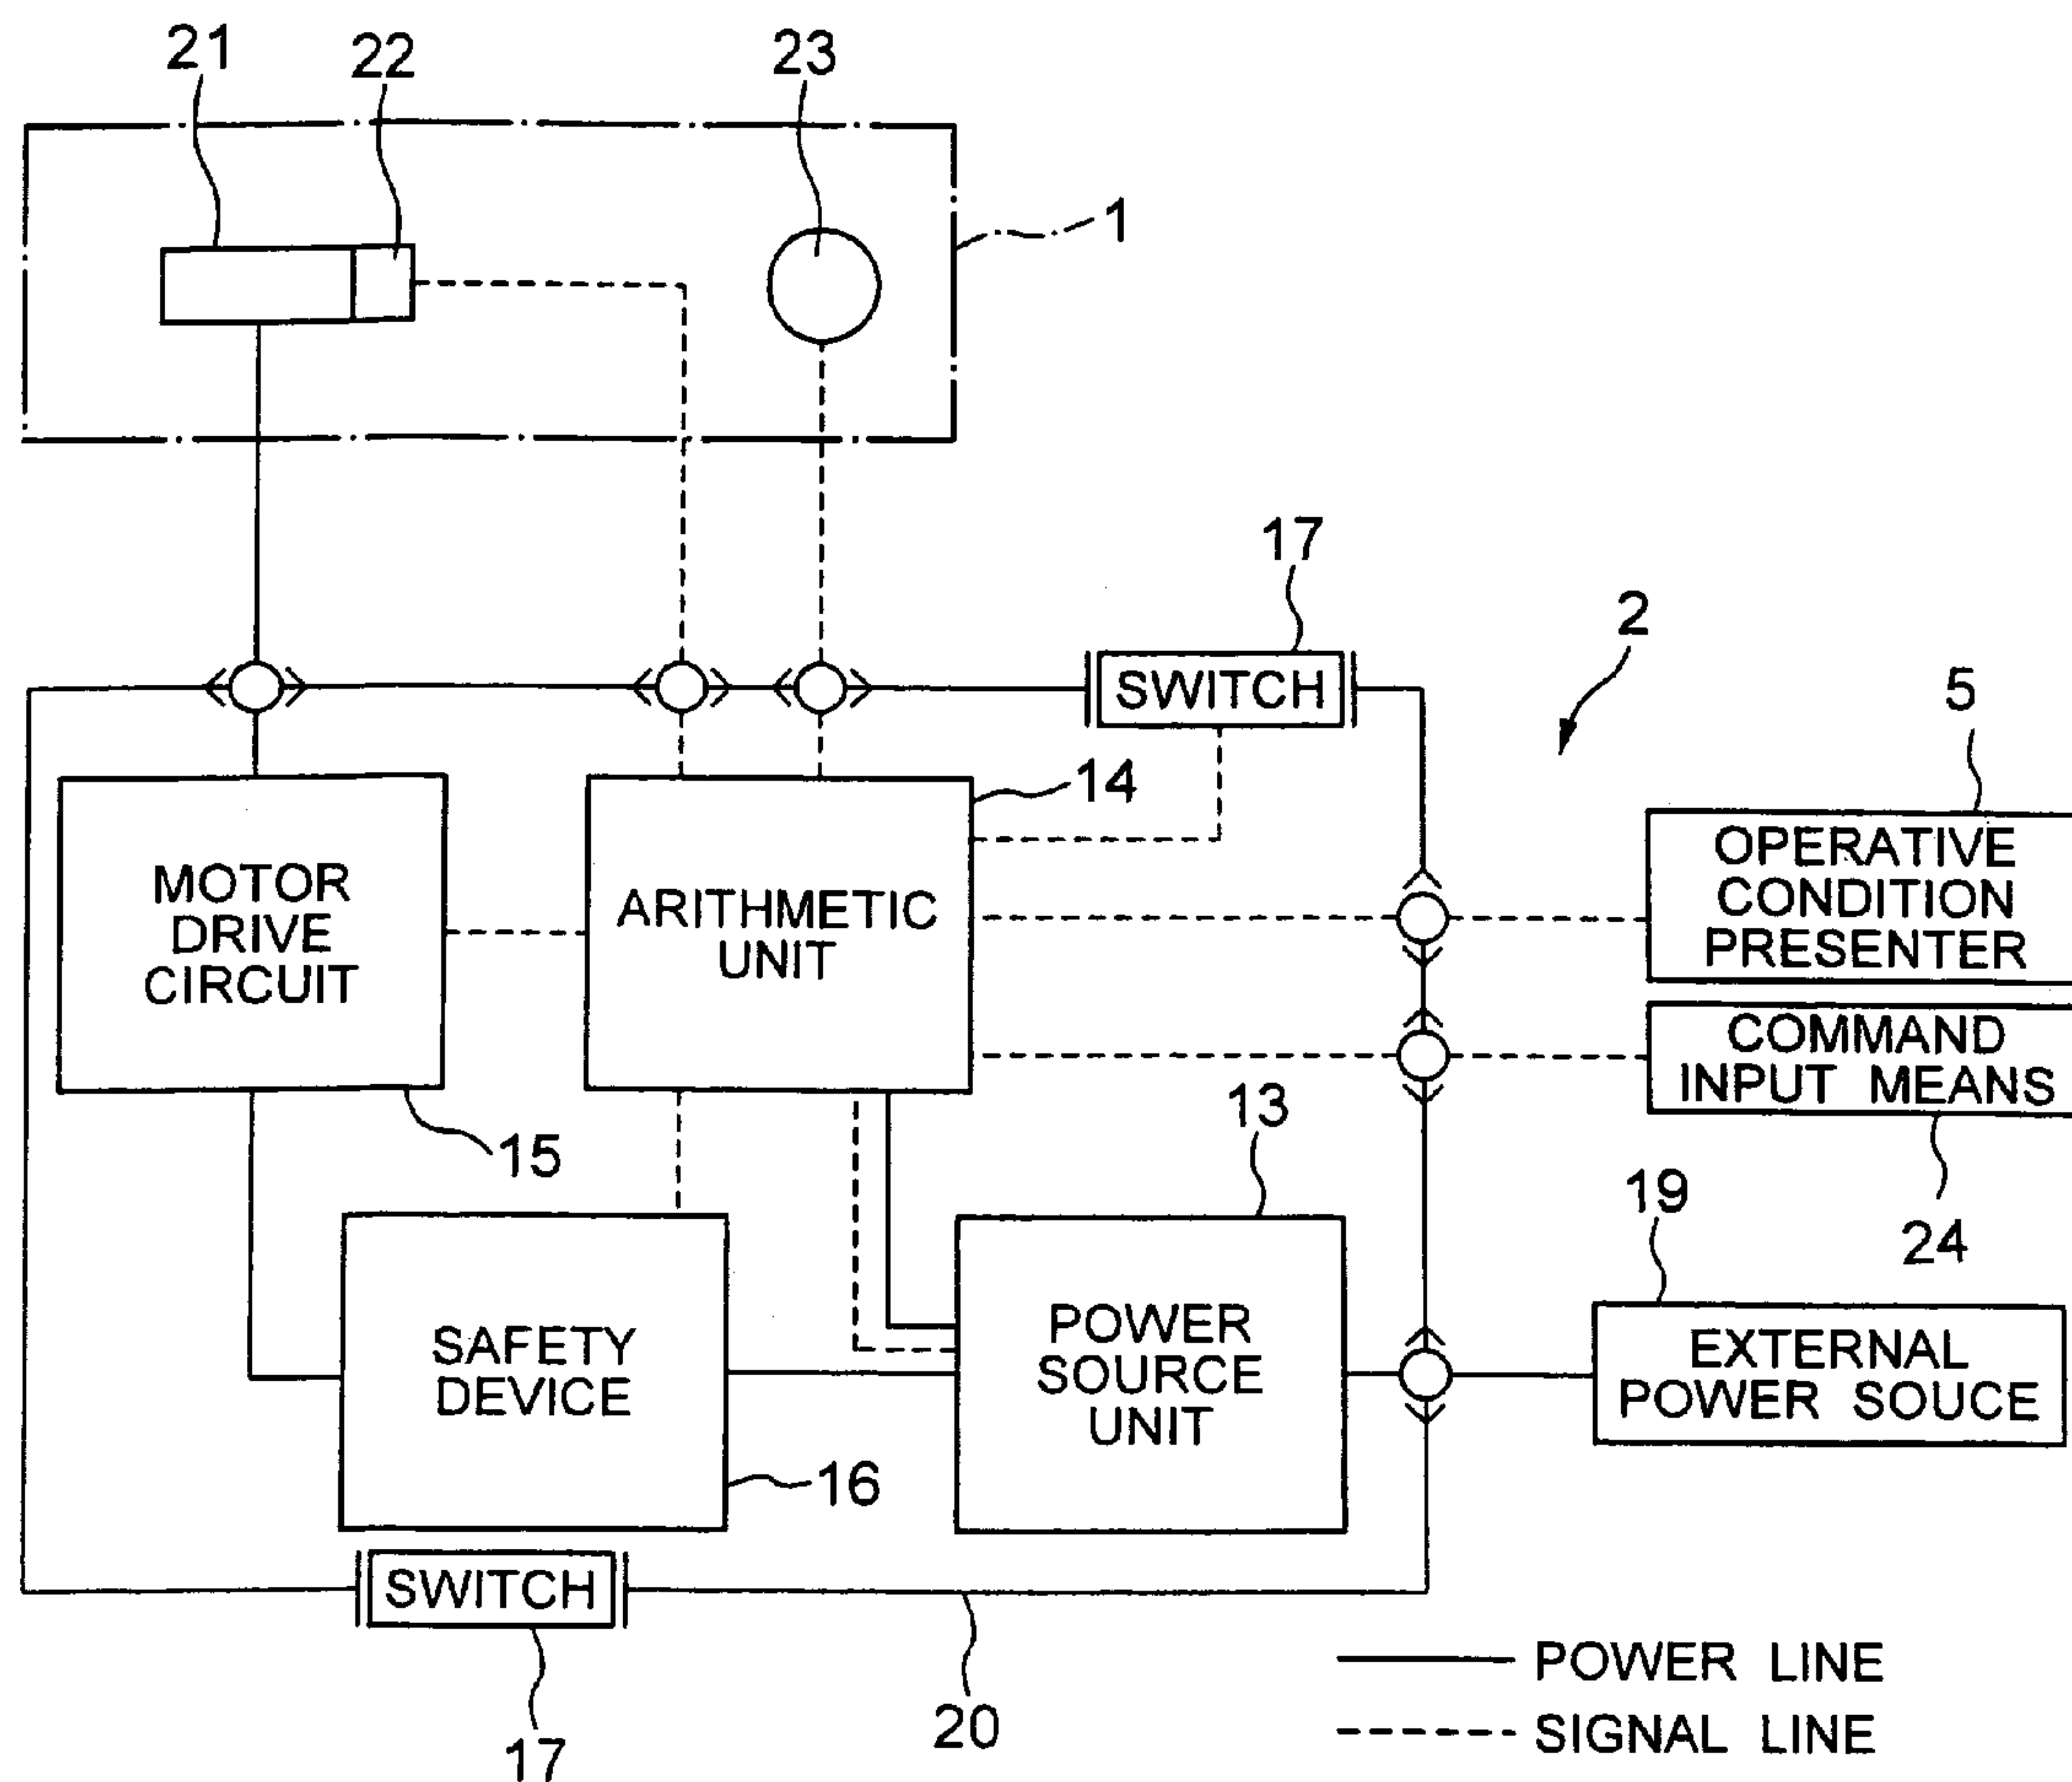 21
22
23
1
17
SWITCH
2
5
14
OPERATIVE
CONDITION
PRESENTER
MOTOR
DRIVE
CIRCUIT
ARITHMETIC
UNIT
COMMAND
INPUT MEANS
13
15
19
24
SAFETY
DEVICE
POWER
SOURCE
UNIT
EXTERNAL
POWER SOUCE
16
SWITCH
17
20
POWER LINE
SIGNAL LINE